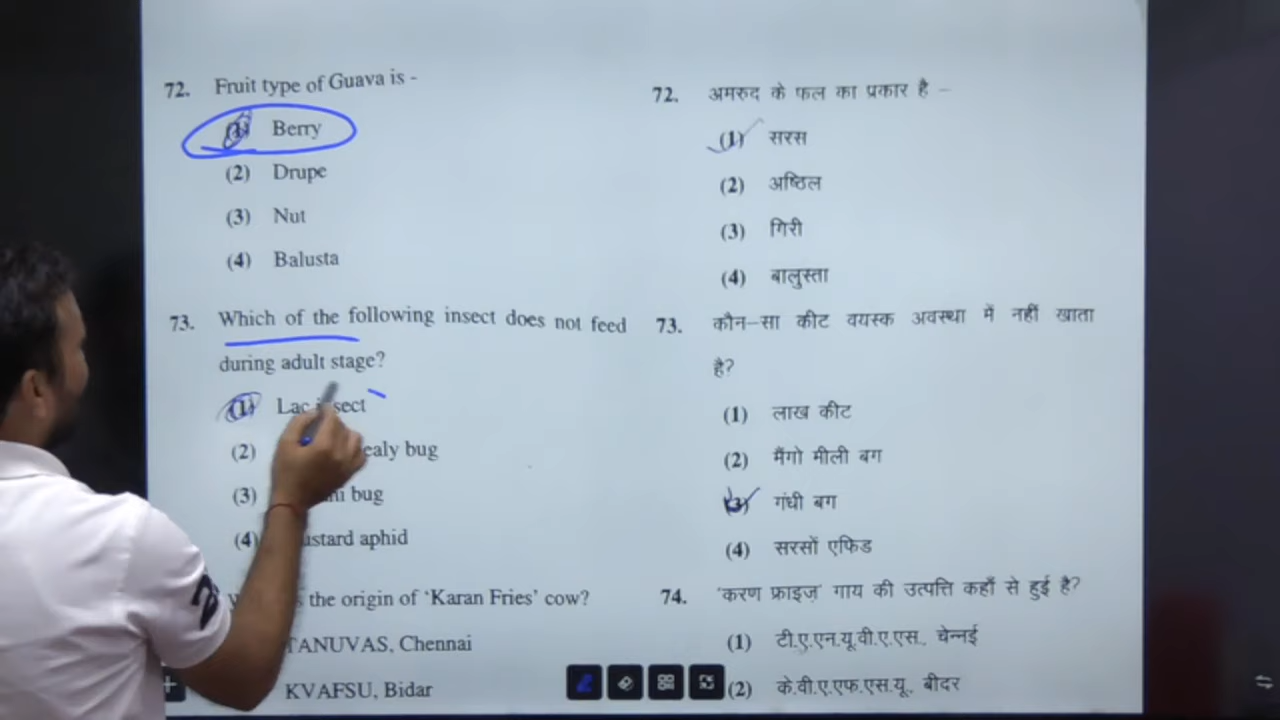 72. Fruit type of Guava is -
(1) Berry
(2) Drupe
(3) Nut
(4) Balusta
73. Which of the following insect does not feed
during adult stage?
(1) Lac insect
(2) ealy bug
(3) bug
(4) ustard aphid
the origin of ‘Karan Fries’ cow?
TANUVAS, Chennai
KVAFSU, Bidar
72. अमरुद के फल का प्रकार है –
(1) सरस
(2) अष्ठिल
(3) गिरी
(4) बालुस्ता
73. कौन–सा कीट वयस्क अवस्था में नहीं खाता
है?
(1) लाख कीट
(2) मैंगो मीली बग
(3) गंधी बग
(4) सरसों एफिड
74. 'करण फ्राइज़' गाय की उत्पत्ति कहाँ से हुई है?
(1) टी.ए.एन.यू.वी.ए.एस., चेन्नई
(2) के.वी.ए.एफ.एस.यू., बीदर